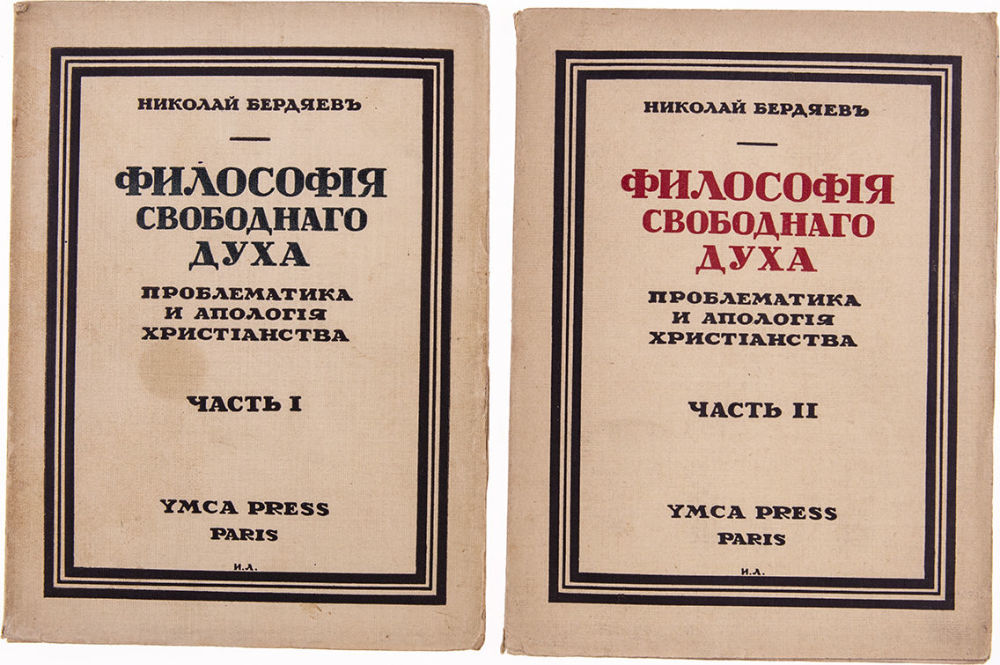 НИКОЛАЙ БЕРДЯЕВЪ
ФИЛОСОФІЯ
СВОБОДНАГО
ДУХА
ПРОБЛЕМАТИКА
И АПОЛОГІЯ
ХРИСТІАНСТВА
ЧАСТЬ I
YMCA PRESS
PARIS
И.Л.
НИКОЛАЙ БЕРДЯЕВЪ
ФИЛОСОФІЯ
СВОБОДНАГО
ДУХА
ПРОБЛЕМАТИКА
И АПОЛОГІЯ
ХРИСТІАНСТВА
ЧАСТЬ II
YMCA PRESS
PARIS
И.Л.